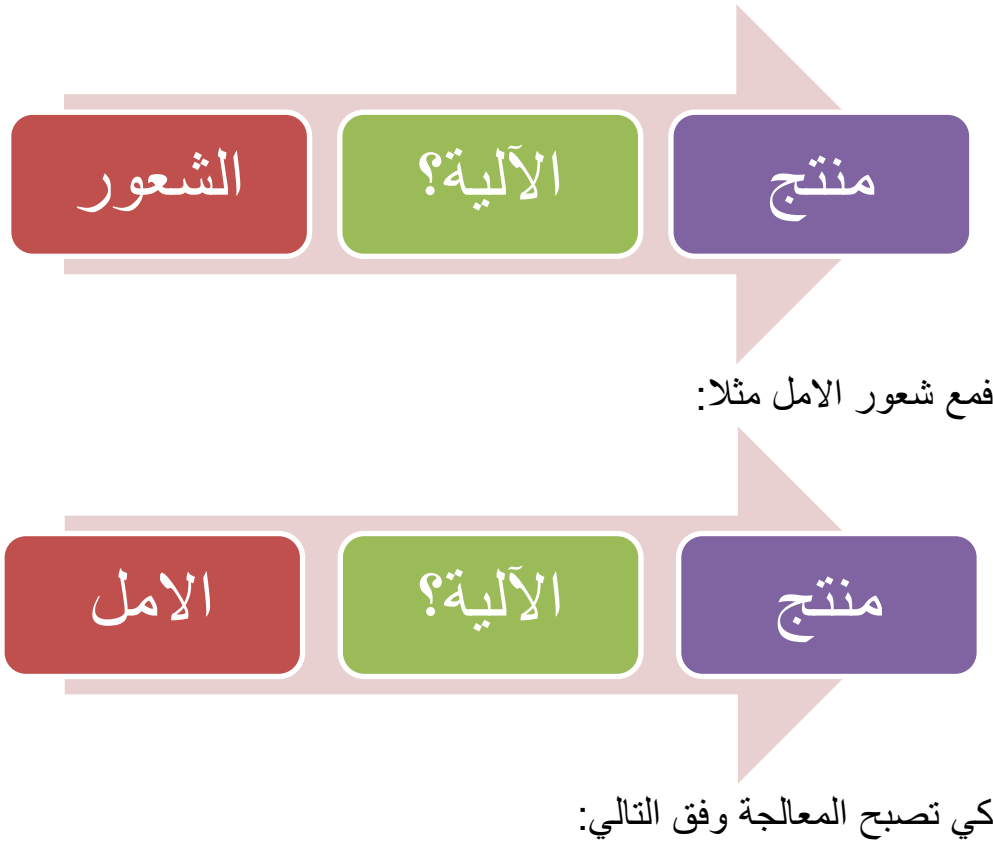 الشعور
الآلية؟
منتج
فمع شعور الامل مثلا:
الامل
الآلية؟
منتج
كي تصبح المعالجة وفق التالي: